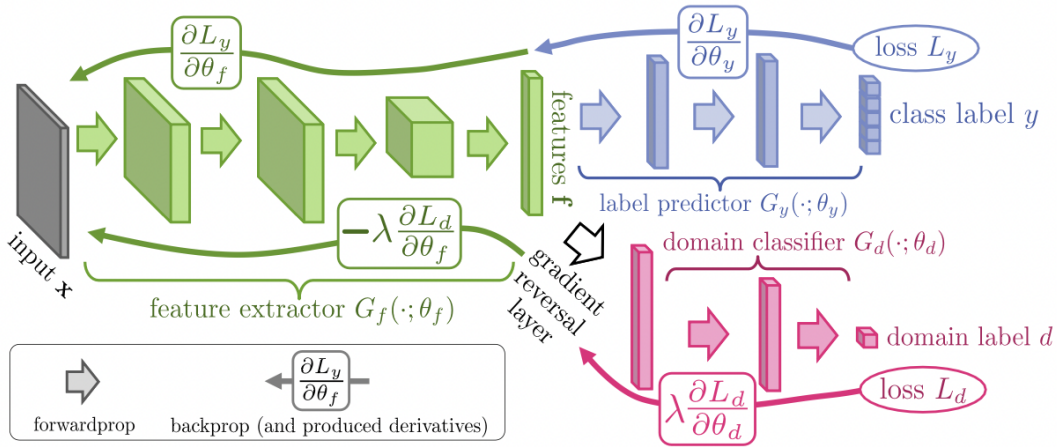 ∂L_y
∂θ_f
∂L_y
∂θ_y
loss L_y
features f
class label y
label predictor G_y(·; θ_y)
input x
−λ ∂L_d
∂θ_f
gradient
reversal
layer
domain classifier G_d(·; θ_d)
feature extractor G_f(·; θ_f)
domain label d
λ ∂L_d
∂θ_d
loss L_d
∂L_y
∂θ_f
forwardprop
backprop (and produced derivatives)